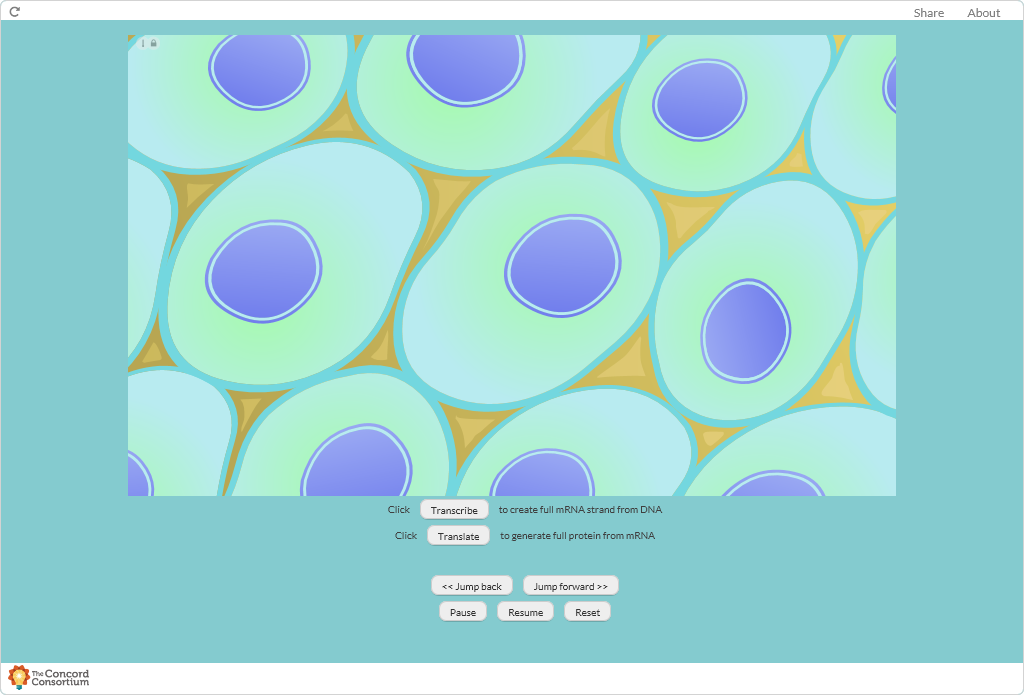 Share About
Click Transcribe to create full mRNA strand from DNA
Click Translate to generate full protein from mRNA
<< Jump back Jump forward >>
Pause Resume Reset
The Concord
Consortium